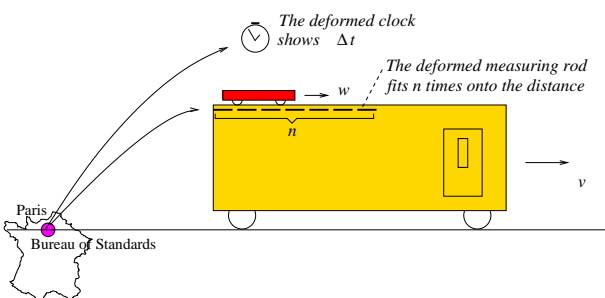 The deformed clock
shows Δt
The deformed measuring rod
fits n times onto the distance
w
n
v
Paris
Bureau of Standards